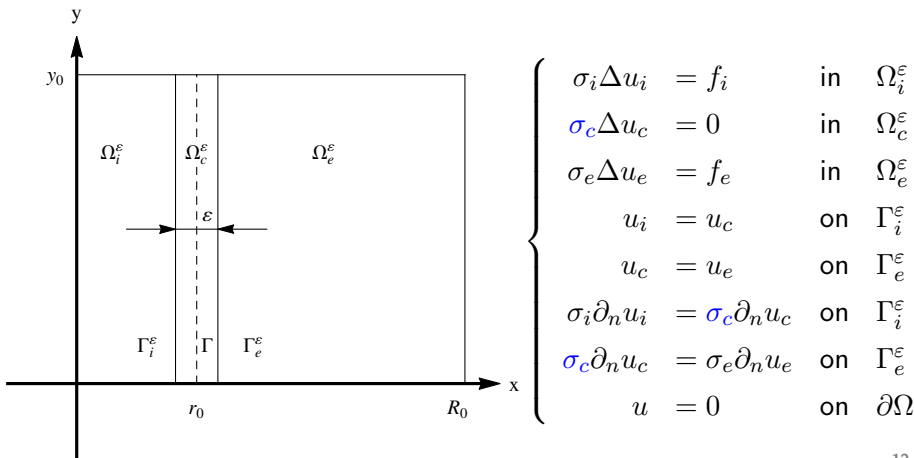 y
y₀
Ωᵢᵋ Ω꜀ᵋ Ωₑᵋ
ε
Γᵢᵋ Γ Γₑᵋ
x
r₀ R₀
σᵢΔuᵢ = fᵢ in Ωᵢᵋ
σ꜀Δu꜀ = 0 in Ω꜀ᵋ
σₑΔuₑ = fₑ in Ωₑᵋ
uᵢ = u꜀ on Γᵢᵋ
u꜀ = uₑ on Γₑᵋ
σᵢ∂ₙuᵢ = σ꜀∂ₙu꜀ on Γᵢᵋ
σ꜀∂ₙu꜀ = σₑ∂ₙuₑ on Γₑᵋ
u = 0 on ∂Ω